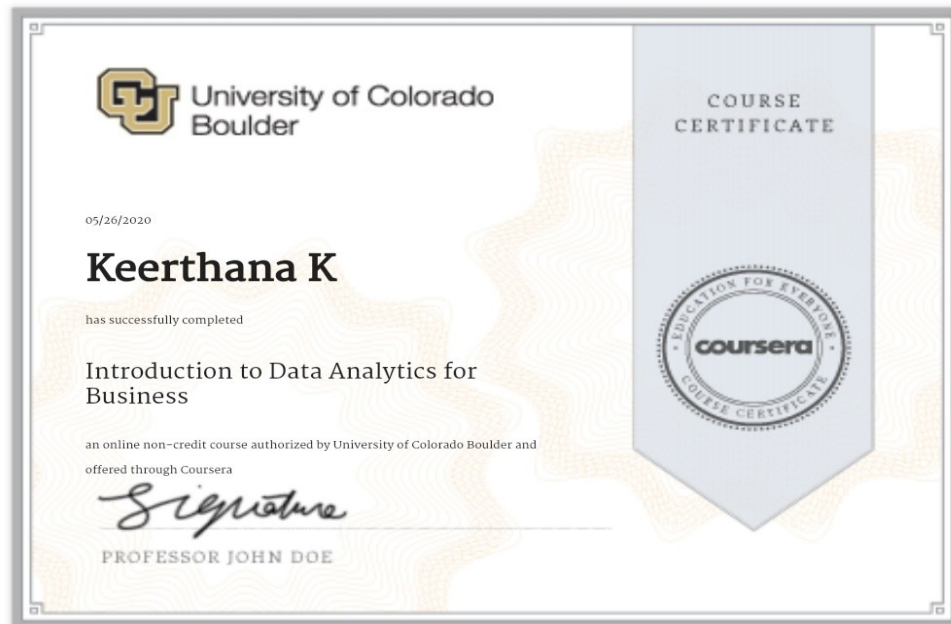 CU
University of Colorado
Boulder
COURSE
CERTIFICATE
05/26/2020
Keerthana K
has successfully completed
Introduction to Data Analytics for
Business
an online non-credit course authorized by University of Colorado Boulder and
offered through Coursera
Signature
PROFESSOR JOHN DOE
EDUCATION FOR EVERYONE
coursera
COURSE CERTIFICATE